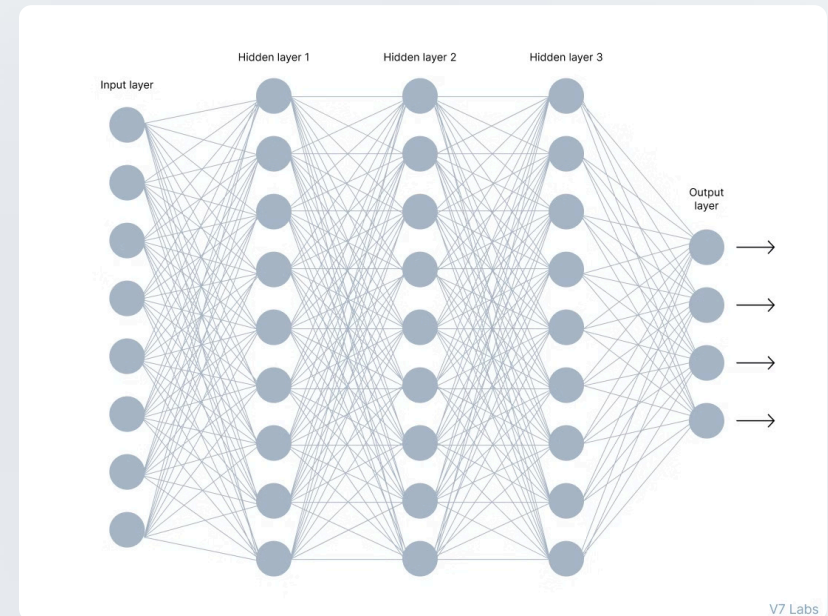 Hidden layer 1
Hidden layer 2
Hidden layer 3
Input layer
Output
layer
V7 Labs